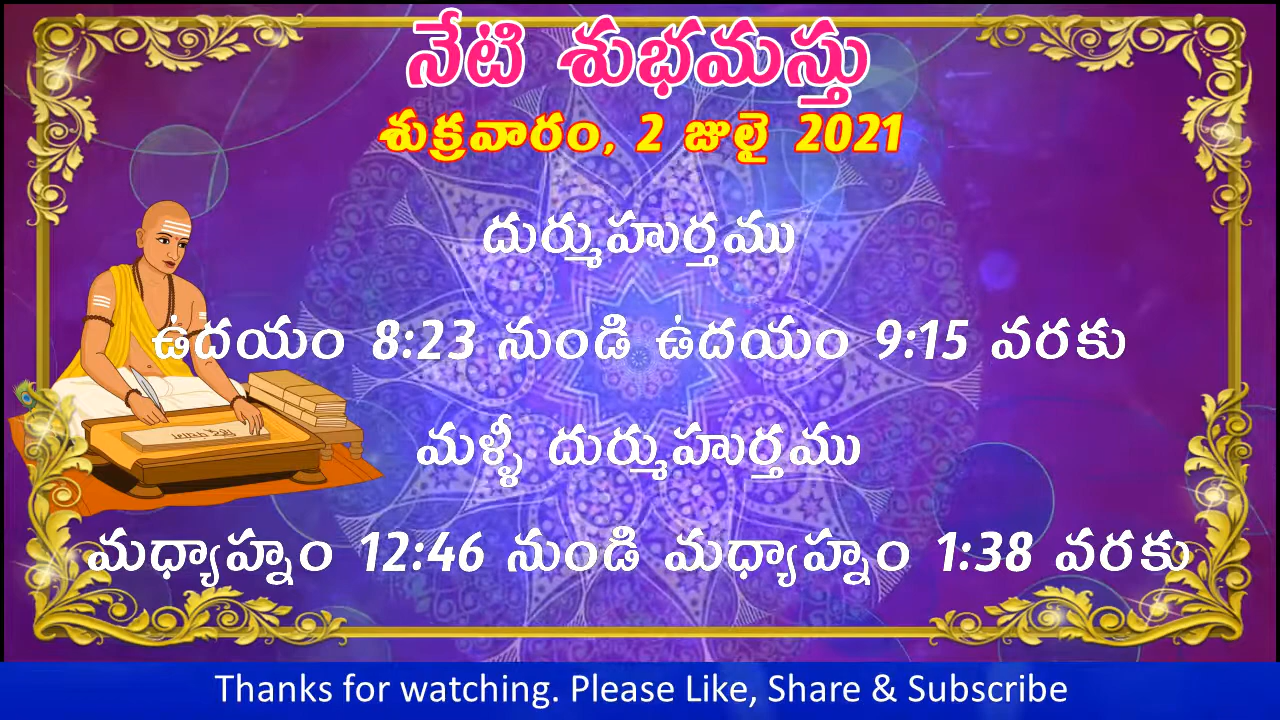 నేటి శుభమస్తు
శుక్రవారం, 2 జులై 2021
దుర్ముహుర్తము
ఉదయం 8:23 నుండి ఉదయం 9:15 వరకు
మళ్ళీ దుర్ముహుర్తము
మధ్యాహ్నం 12:46 నుండి మధ్యాహ్నం 1:38 వరకు
Thanks for watching. Please Like, Share & Subscribe